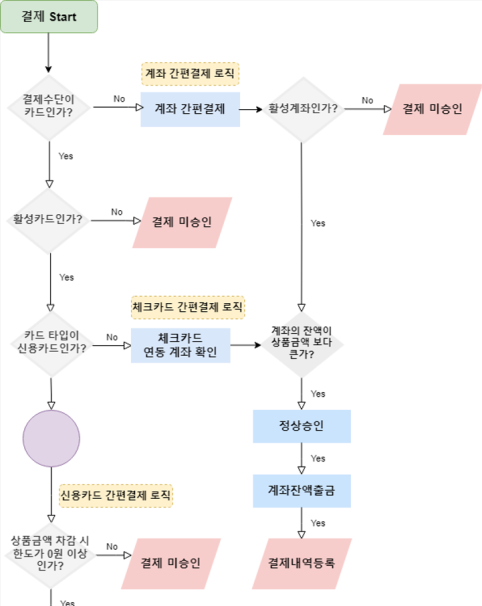 결제 Start
계좌 간편결제 로직
결제수단이
카드인가?
No
계좌 간편결제
활성계좌인가?
No
결제 미승인
Yes
활성카드인가?
No
결제 미승인
Yes
Yes
체크카드 간편결제 로직
카드 타입이
신용카드인가?
No
체크카드
연동 계좌 확인
계좌의 잔액이
상품금액 보다
큰가?
Yes
정상승인
Yes
계좌잔액출금
신용카드 간편결제 로직
Yes
상품금액 차감 시
한도가 0원 이상
인가?
No
결제 미승인
결제내역등록
Yes